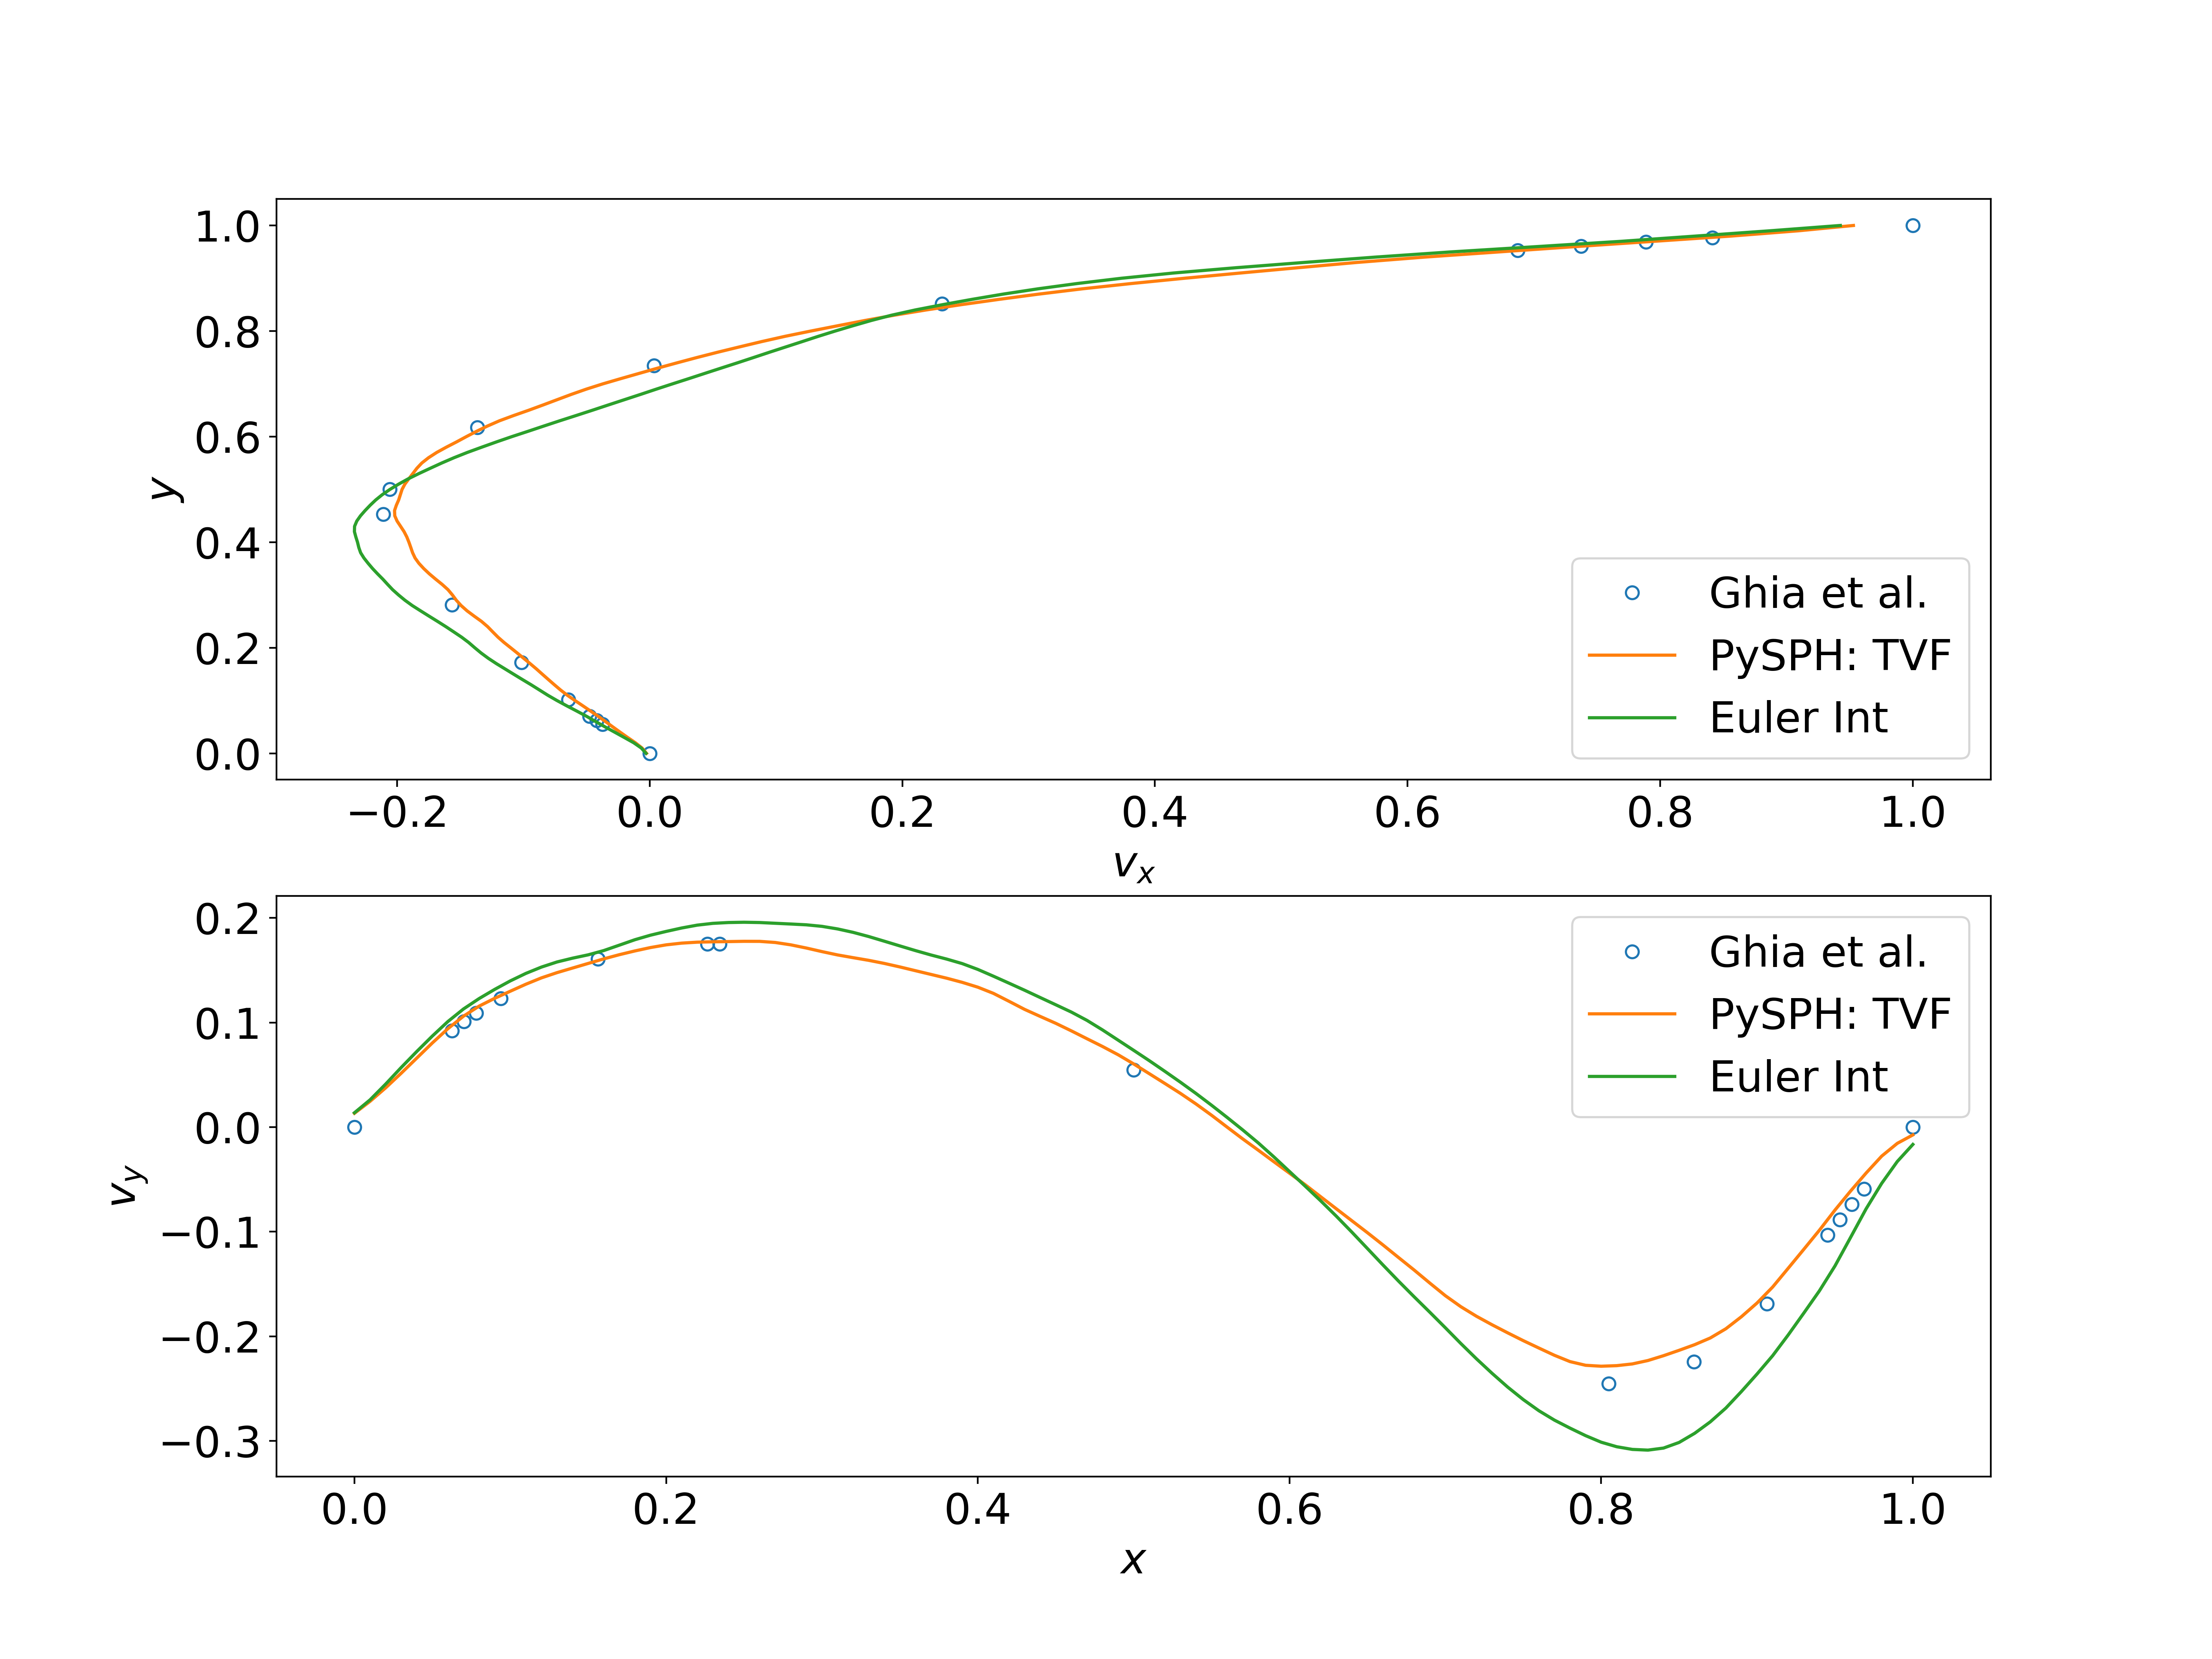 1.0
0.8
0.6
0.4
0.2
0.0
y
−0.2 0.0 0.2 0.4 0.6 0.8 1.0
v_x
Ghia et al.
PySPH: TVF
Euler Int
0.2
0.1
0.0
−0.1
−0.2
−0.3
v_y
0.0 0.2 0.4 0.6 0.8 1.0
x
Ghia et al.
PySPH: TVF
Euler Int